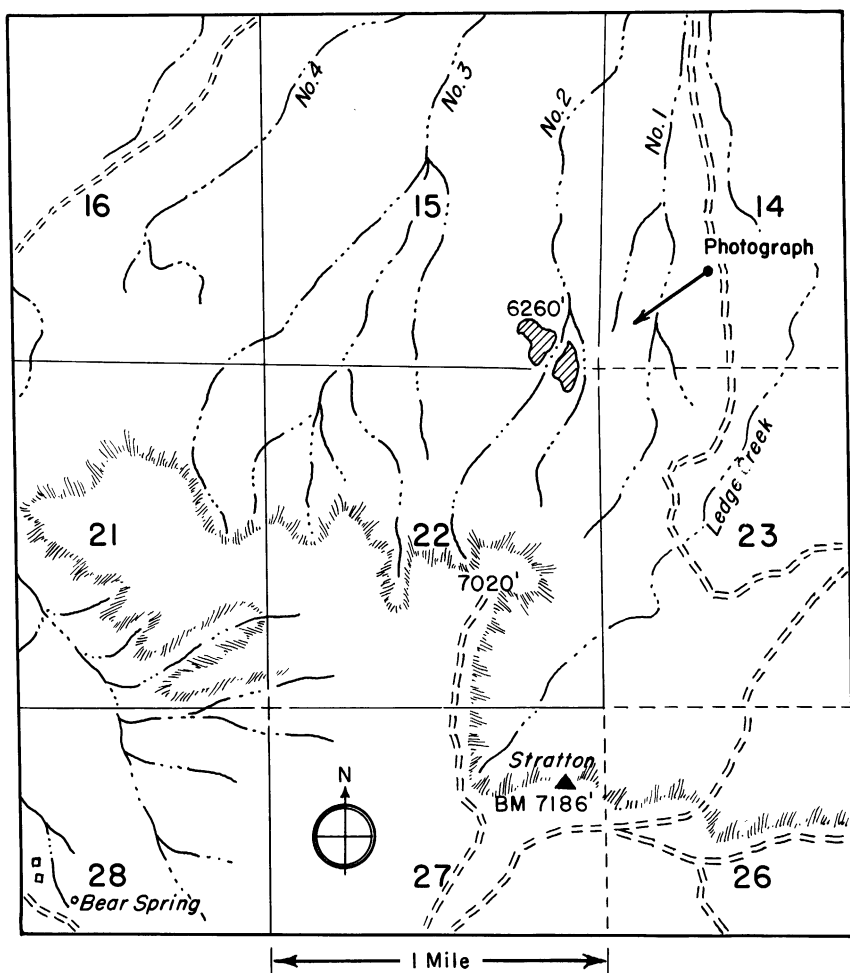 No. 4
No. 3
No. 2
No. 1
16
15
14
Photograph
6260'
Ledge Creek
21
22
23
7020'
Stratton
BM 7186'
N
28
27
26
Bear Spring
1 Mile